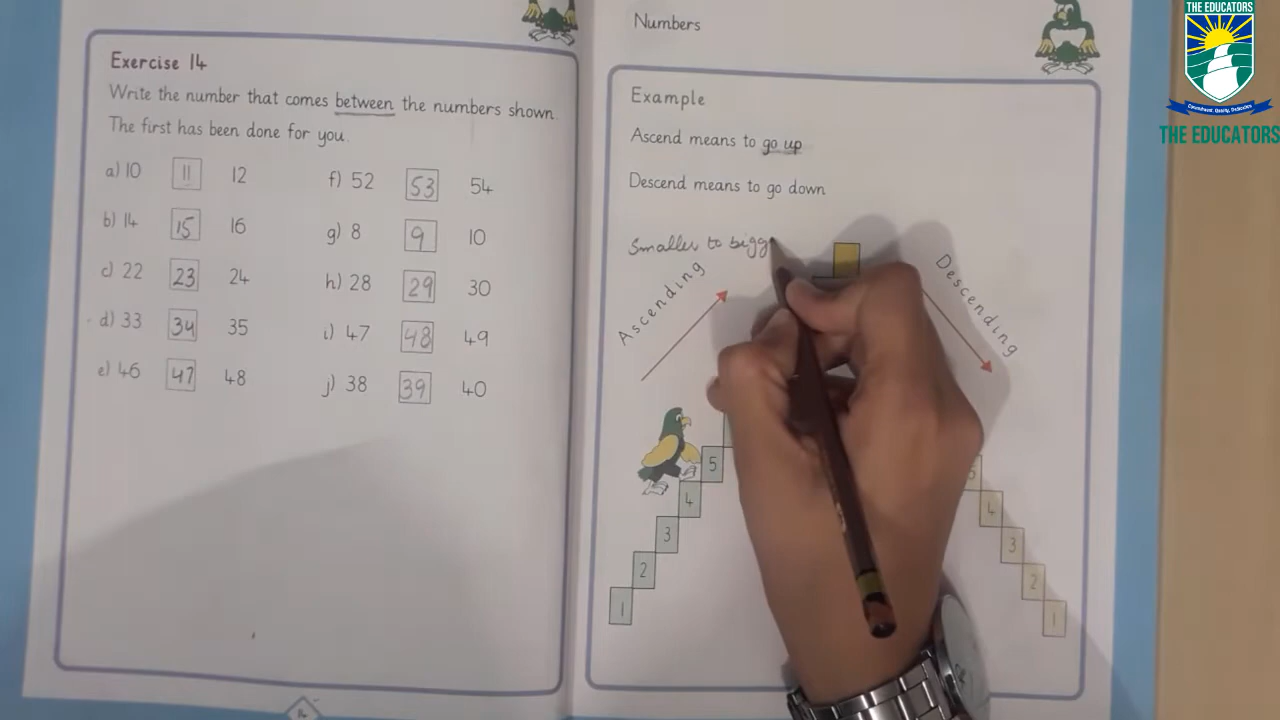 Exercise 14
Write the number that comes between the numbers shown.
The first has been done for you.
a) 10 11 12
b) 14 15 16
c) 22 23 24
d) 33 34 35
e) 46 47 48
f) 52 53 54
g) 8 9 10
h) 28 29 30
i) 47 48 49
j) 38 39 40
14
Numbers
Example
Ascend means to go up
Descend means to go down
Smaller to bigg
Ascending
Descending
5
4
3
2
1
4
3
2
1
THE EDUCATORS
THE EDUCATORS